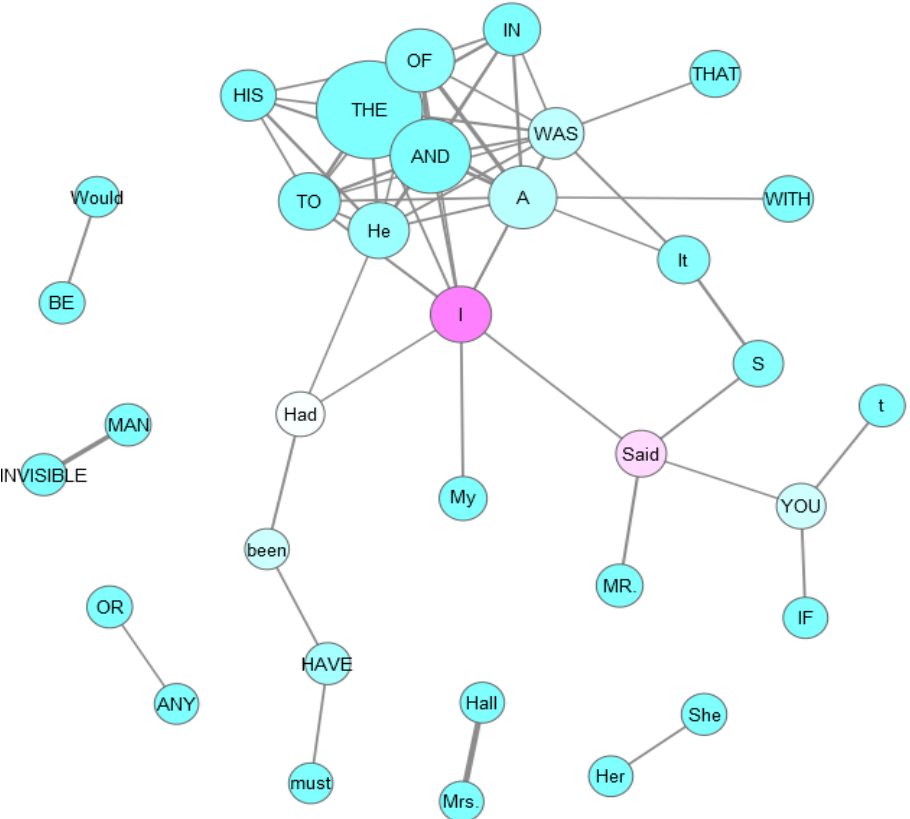 IN
OF
THAT
HIS
THE
WAS
AND
Would
TO
A
WITH
He
It
BE
I
S
t
Had
MAN
Said
INVISIBLE
My
YOU
been
MR.
OR
IF
HAVE
ANY
Hall
She
Her
must
Mrs.